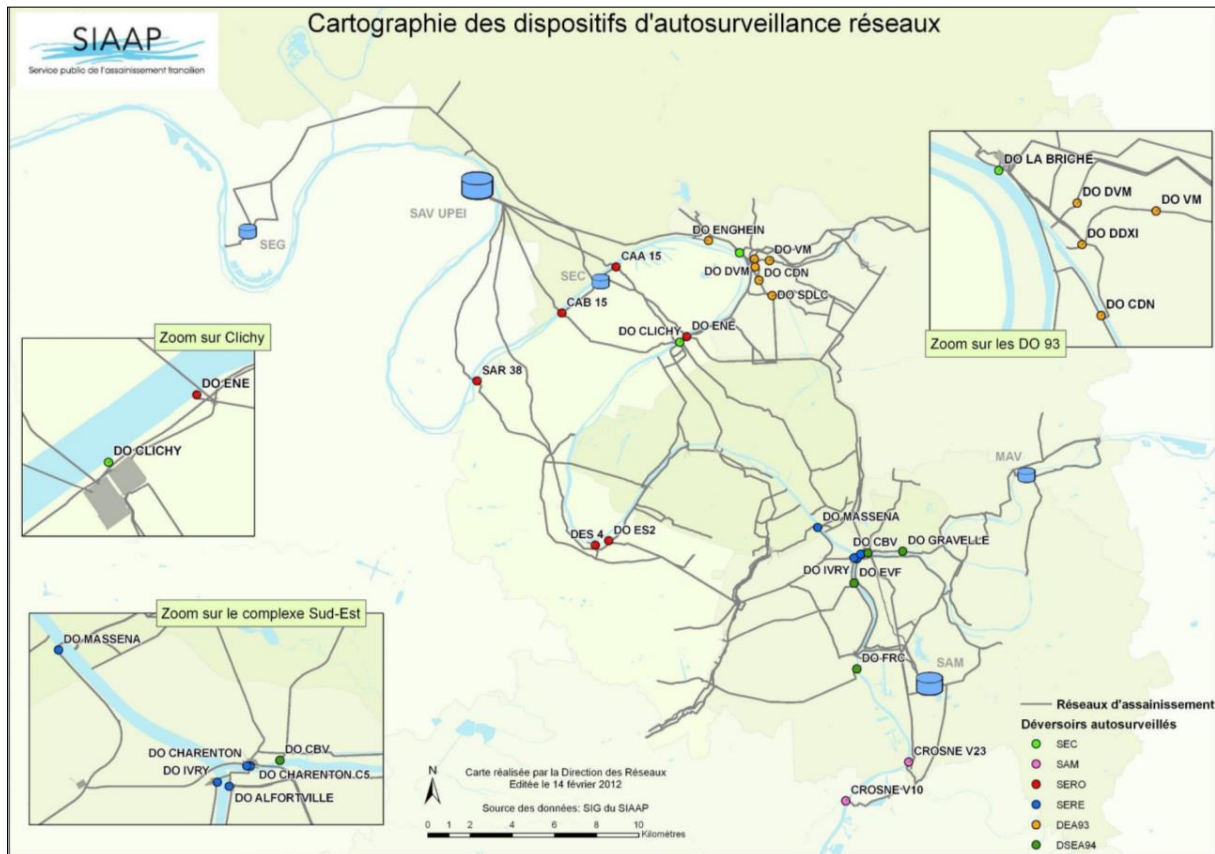 Cartographie des dispositifs d'autosurveillance réseaux
SIAAP
Service public de l'assainissement francilien
SAV UPEI
SEG
DO ENGHEIN
DO VM
CAA 15
SEC
DO DVM
DO CDN
DO SDLC
CAB 15
DO CLICHY
DO ENE
SAR 38
DES 4
DO ES2
MAV
DO MASSENA
DO CBV
DO GRAVELLE
DO IVRY
DO EVF
DO FRC
SAM
CROSNE V23
CROSNE V10
DO LA BRICHE
DO DVM
DO VM
DO DDXI
DO CDN
Zoom sur les DO 93
Zoom sur Clichy
DO ENE
DO CLICHY
Zoom sur le complexe Sud-Est
DO MASSENA
DO CHARENTON
DO CBV
DO IVRY
DO CHARENTON C5
DO ALFORTVILLE
N
Carte réalisée par la Direction des Réseaux
Editée le 14 février 2012
Source des données: SIG du SIAAP
0 1 2 4 6 8 10
Kilomètres
Réseaux d'assainissement
Déversoirs autosurveillés
SEC
SAM
SERO
SERE
DEA93
DSEA94